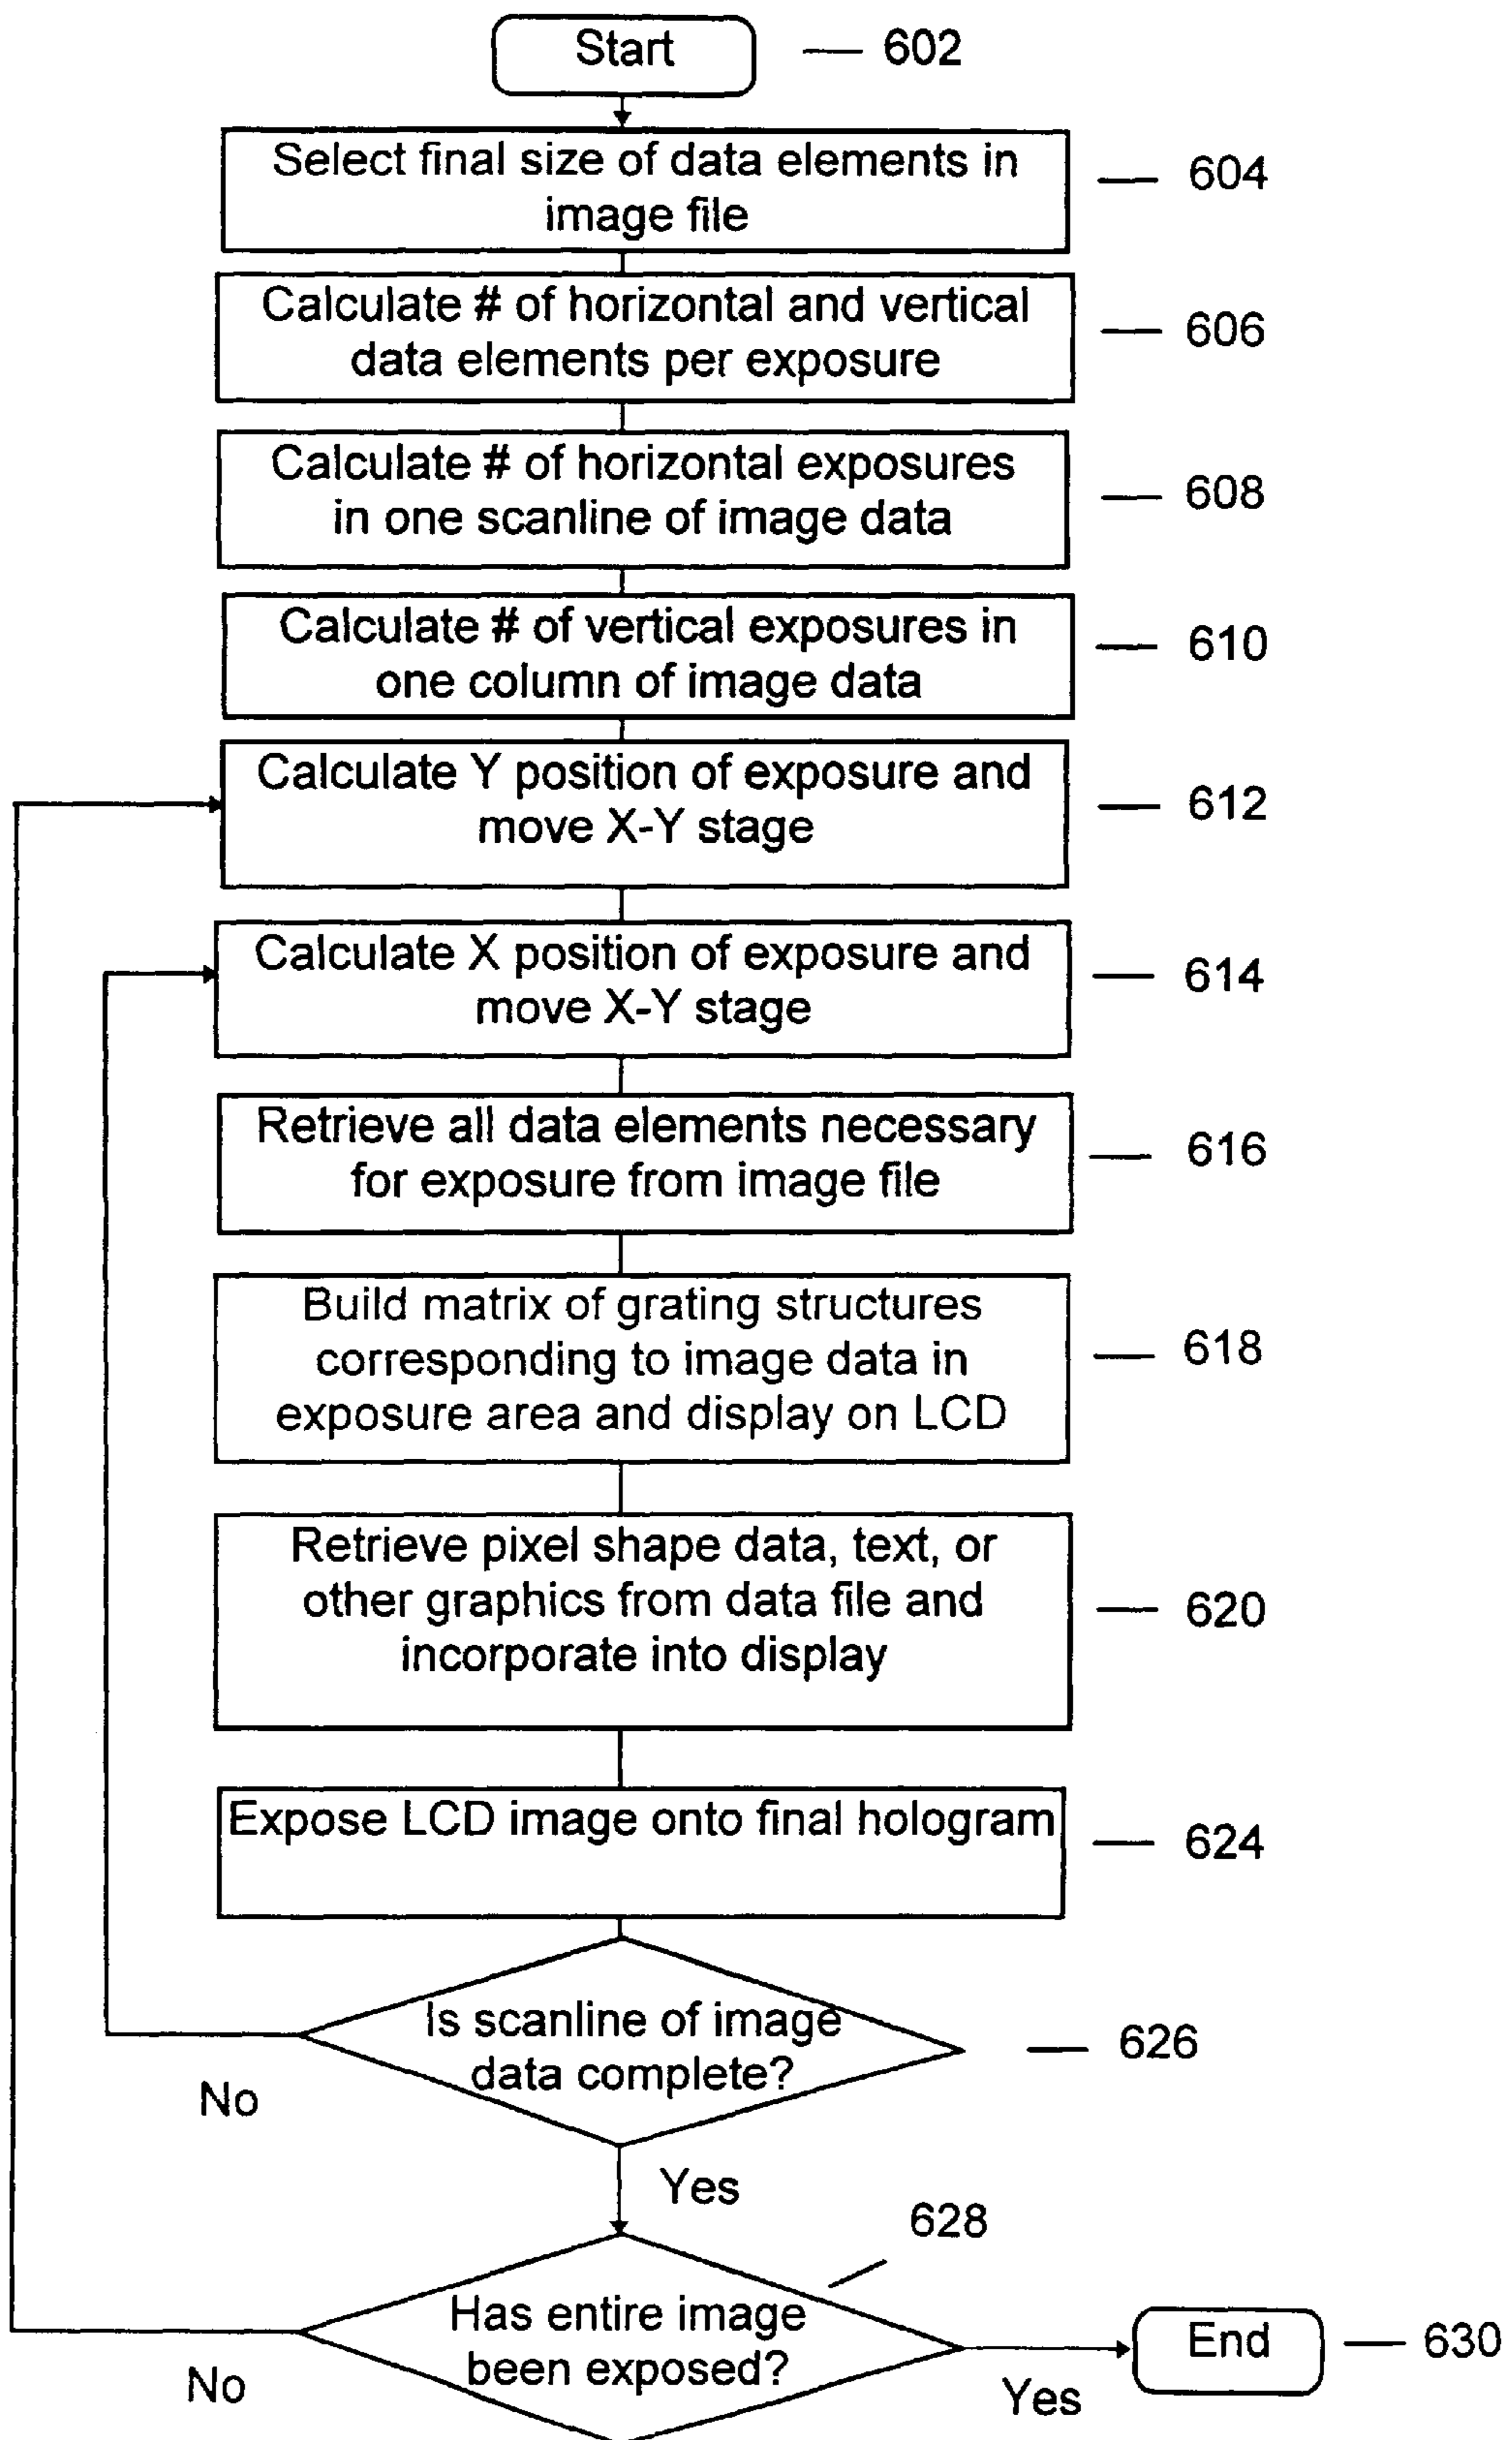 Start
602
Select final size of data elements in
image file
604
Calculate # of horizontal and vertical
data elements per exposure
606
Calculate # of horizontal exposures
in one scanline of image data
608
Calculate # of vertical exposures in
one column of image data
610
Calculate Y position of exposure and
move X-Y stage
612
Calculate X position of exposure and
move X-Y stage
614
Retrieve all data elements necessary
for exposure from image file
616
Build matrix of grating structures
corresponding to image data in
exposure area and display on LCD
618
Retrieve pixel shape data, text, or
other graphics from data file and
incorporate into display
620
Expose LCD image onto final hologram
624
Is scanline of image
data complete?
626
No
Yes
628
Has entire image
been exposed?
No
Yes
End
630